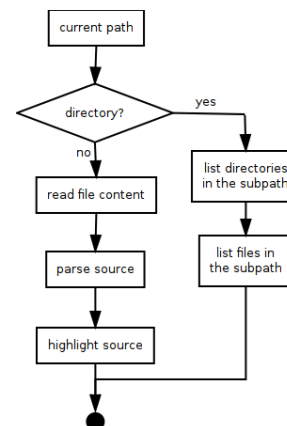 current path
directory?
yes
no
list directories
in the subpath
read file content
list files in
the subpath
parse source
highlight source